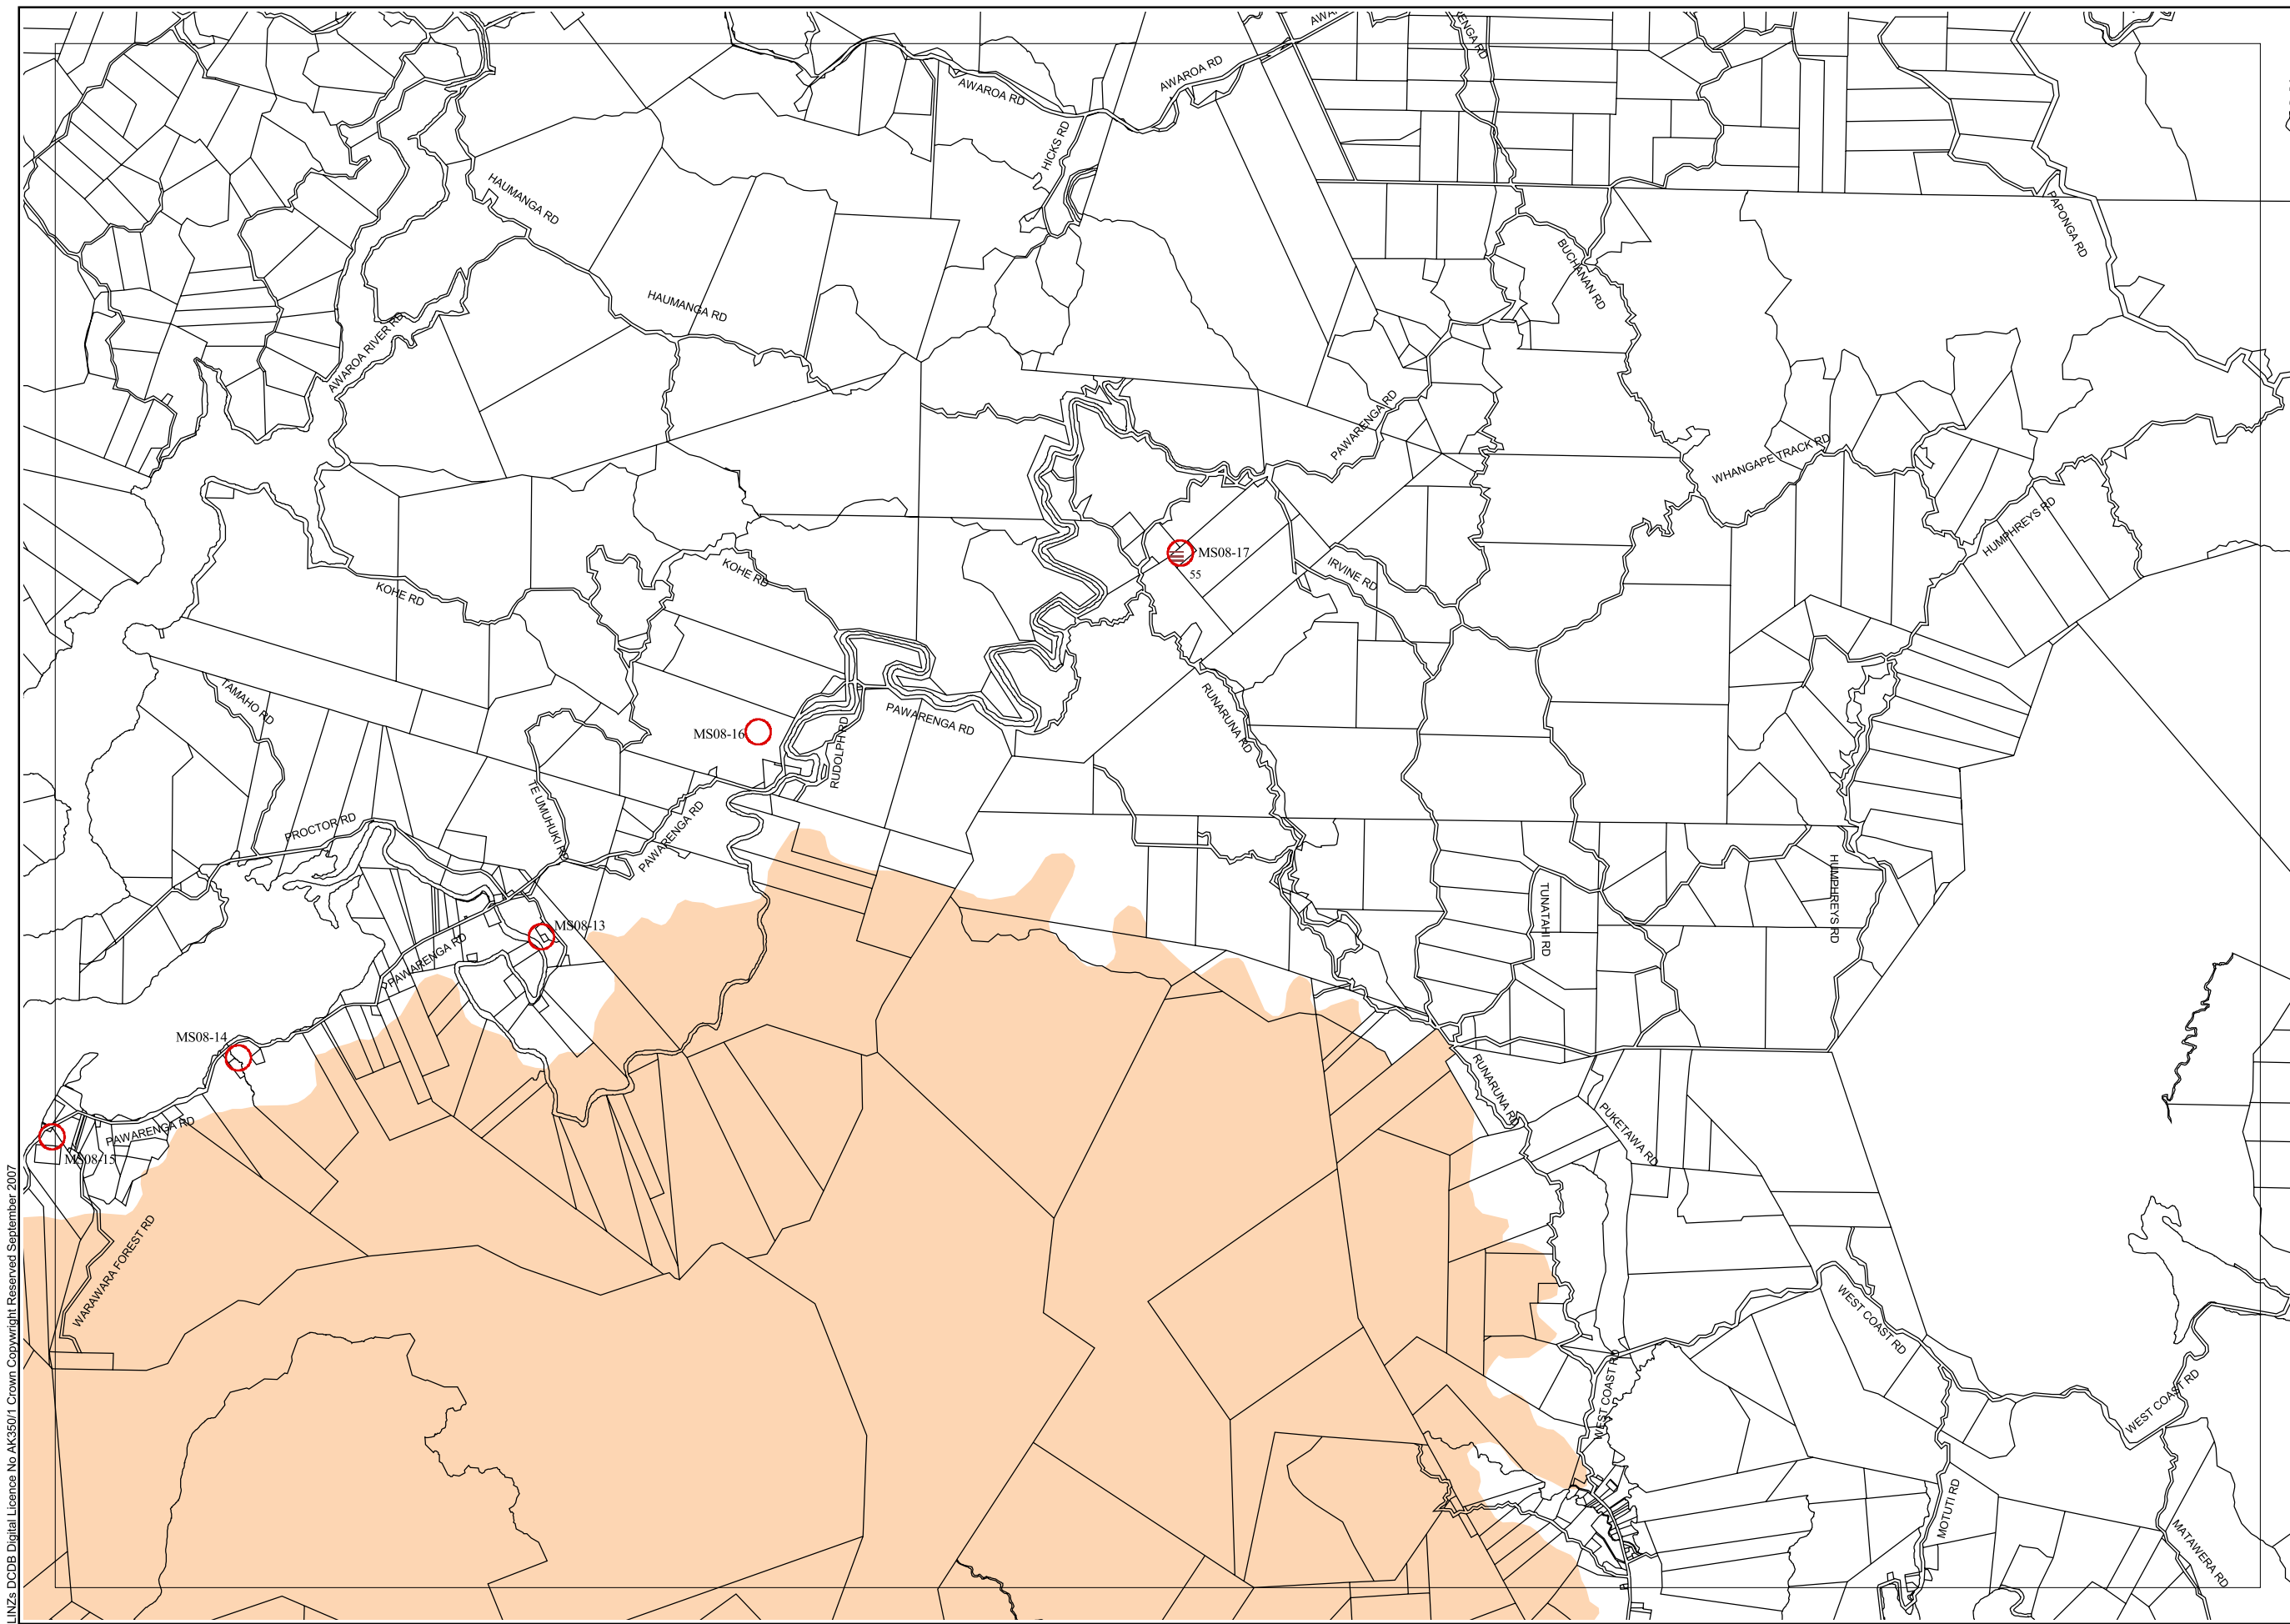 AWAROA RD
AWAROA RD
HICKS RD
HAUMANGA RD
HAUMANGA RD
PAPONGA RD
BUCHANAN RD
AWAROA RIVER RD
PAWARENGA RD
WHANGAPE TRACK RD
HUMPHREYS RD
MS08-17
55
IRVINE RD
KOHE RD
KOHE RD
TAMAHO RD
RUNARUNA RD
PAWARENGA RD
MS08-16
RUDOLPH RD
TE UMUHUKI RD
PROCTOR RD
PAWARENGA RD
HUMPHREYS RD
TUNATAHI RD
MS08-13
PAWARENGA RD
MS08-14
RUNARUNA RD
PUKETAWA RD
PAWARENGA RD
MS08-15
WARAWARA FOREST RD
WEST COAST RD
WEST COAST RD
WEST COAST RD
MOTUTI RD
MATAWERA RD
LINZs DCDB Digital Licence No AK350/1 Crown Copywright Reserved September 2007